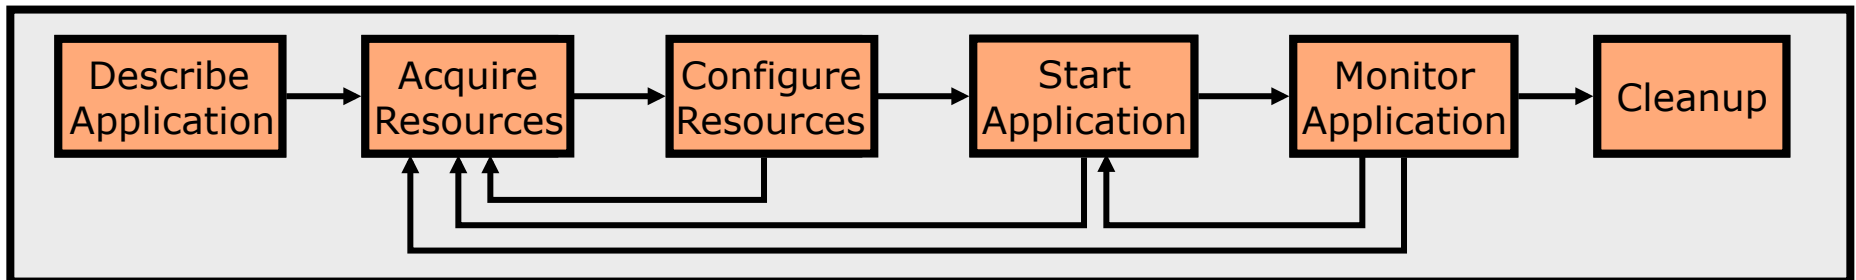 Describe
Application
Acquire
Resources
Configure
Resources
Start
Application
Monitor
Application
Cleanup